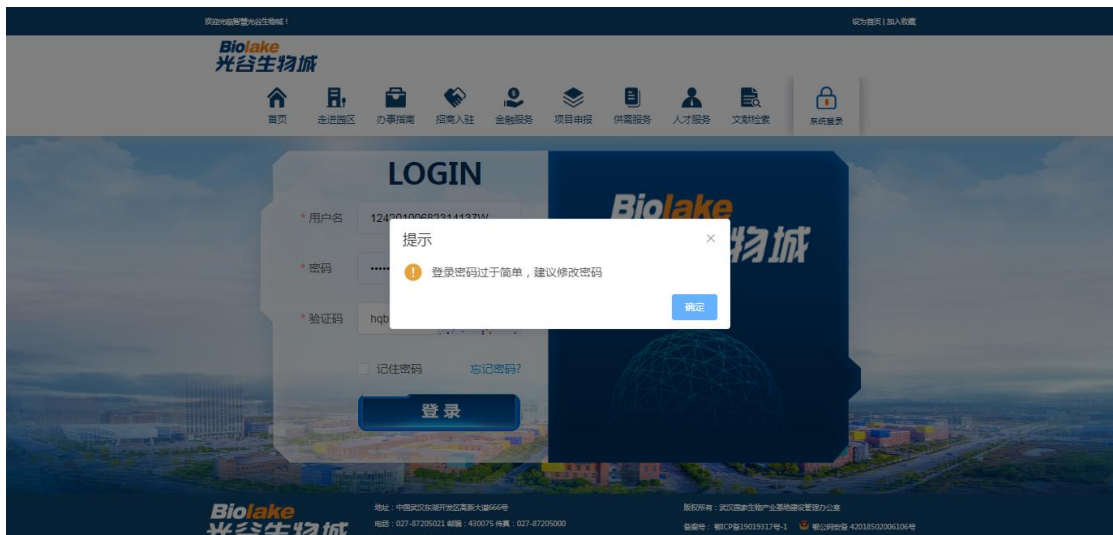 欢迎光临智慧光谷生物城！
设为首页 | 加入收藏
Biolake
光谷生物城
首页
走进园区
办事指南
招商入驻
金融服务
项目申报
供需服务
人才服务
文献检索
系统登录
LOGIN
Biolake
物城
* 用户名
12420100682314137W
提示
×
* 密码
•••••
登录密码过于简单，建议修改密码
确定
* 验证码
hqb
记住密码
忘记密码?
登 录
Biolake
光谷生物城
地址：中国武汉东湖开发区高新大道666号
电话：027-87205021 邮编：430075 传真：027-87205000
版权所有：武汉国家生物产业基地建设管理办公室
备案号：鄂ICP备19015317号-1
鄂公网安备 42018502006106号